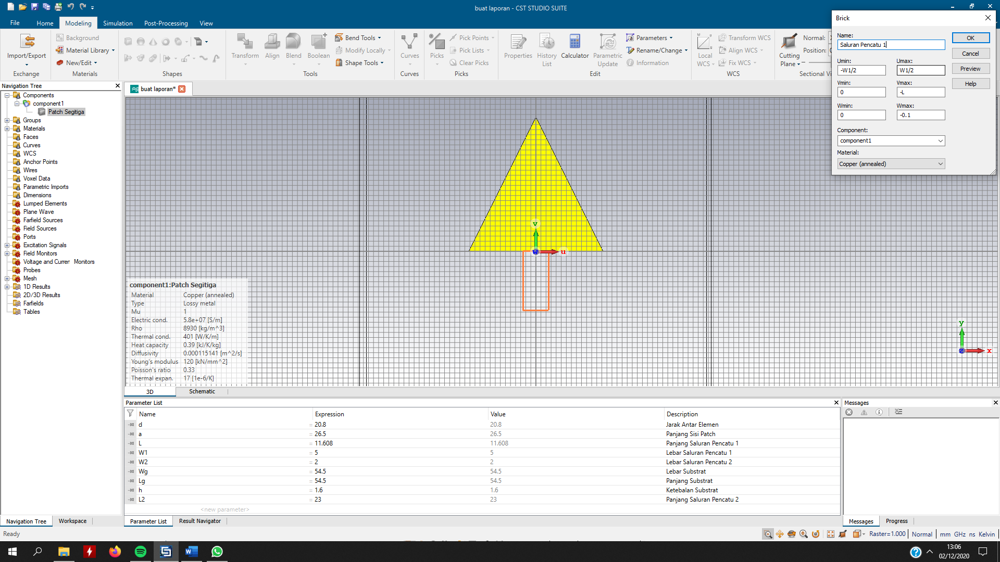 buat laporan - CST STUDIO SUITE
File Home Modeling Simulation Post-Processing View
Import/Export
Exchange
Background
Material Library
New/Edit
Materials
Shapes
Transform Align Blend Boolean
Bend Tools
Modify Locally
Shape Tools
Tools
Curves
Curves
Picks
Pick Points
Pick Lists
Clear Picks
Picks
Properties History List Calculator Parametric Update
Parameters
Rename/Change
Information
Edit
Local WCS
Transform WCS
Align WCS
Fix WCS
WCS
Cutting Plane
Normal:
Position:
Sectional Vi
Brick
Name:
Saluran Pencatu 1
Umin: Umax:
-W1/2 W1/2
Vmin: Vmax:
0 -L
Wmin: Wmax:
0 -0.1
Component:
component1
Material:
Copper (annealed)
OK
Cancel
Preview
Help
Navigation Tree
Components
component1
Patch Segitiga
Groups
Materials
Faces
Curves
WCS
Anchor Points
Wires
Voxel Data
Parametric Imports
Dimensions
Lumped Elements
Plane Wave
Farfield Sources
Field Sources
Ports
Excitation Signals
Field Monitors
Voltage and Curren Monitors
Probes
Mesh
1D Results
2D/3D Results
Farfields
Tables
Navigation Tree Workspace
buat laporan*
v
w u
y
z x
component1:Patch Segitiga
Material Copper (annealed)
Type Lossy metal
Mu 1
Electric cond. 5.8e+07 [S/m]
Rho 8930 [kg/m^3]
Thermal cond. 401 [W/K/m]
Heat capacity 0.39 [kJ/K/kg]
Diffusivity 0.000115141 [m^2/s]
Young's modulus 120 [kN/mm^2]
Poisson's ratio 0.33
Thermal expan. 17 [1e-6/K]
3D Schematic
Parameter List
Name Expression Value Description
d = 20.8 20.8 Jarak Antar Elemen
a = 26.5 26.5 Panjang Sisi Patch
L = 11.608 11.608 Panjang Saluran Pencatu 1
W1 = 5 5 Lebar Saluran Pencatu 1
W2 = 2 2 Lebar Saluran Pencatu 2
Wg = 54.5 54.5 Lebar Substrat
Lg = 54.5 54.5 Panjang Substrat
h = 1.6 1.6 Ketebalan Substrat
L2 = 23 23 Panjang Saluran Pencatu 2
<new parameter>
Parameter List Result Navigator
Messages
Messages Progress
Ready
Raster=1.000 Normal mm GHz ns Kelvin
13:06
02/12/2020